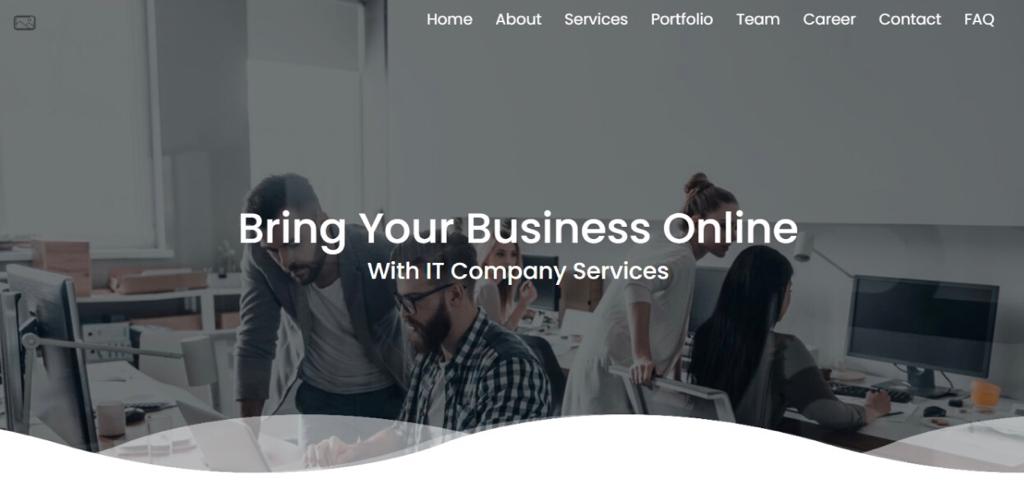 Home About Services Portfolio Team Career Contact FAQ
Bring Your Business Online
With IT Company Services